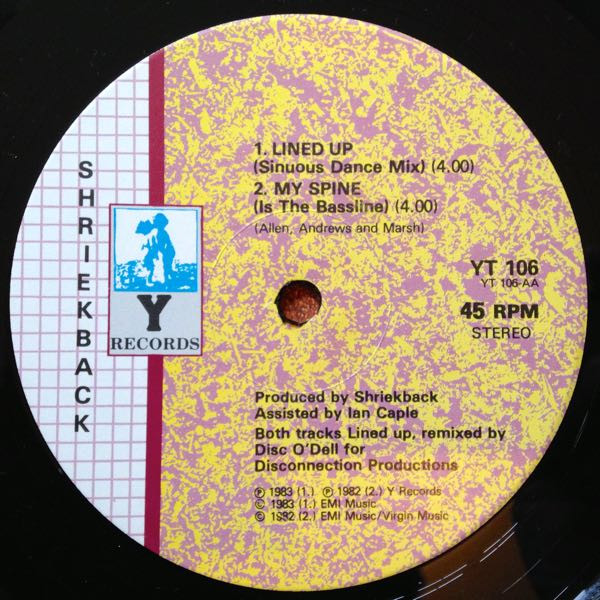 SHRIEKBACK
Y
RECORDS
1. LINED UP
(Sinuous Dance Mix) (4.00)
2. MY SPINE
(Is The Bassline) (4.00)
(Allen, Andrews and Marsh)
YT 106
YT 106-AA
45 RPM
STEREO
Produced by Shriekback
Assisted by Ian Caple
Both tracks Lined up, remixed by
Disc O'Dell for
Disconnection Productions
℗ 1983 (1.) ℗ 1982 (2.) Y Records
© 1983 (1.) EMI Music
© 1982 (2.) EMI Music/Virgin Music